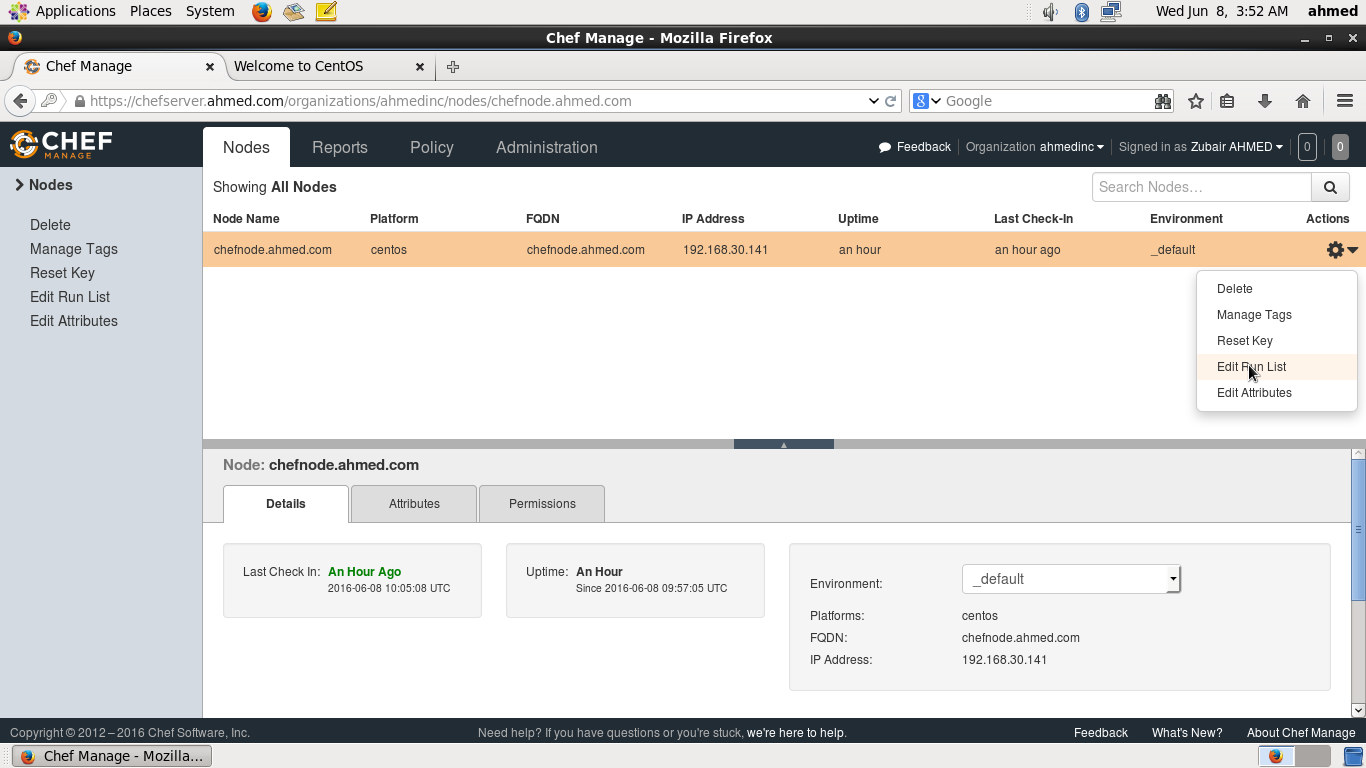 Applications Places System Wed Jun 8, 3:52 AM ahmed
Chef Manage - Mozilla Firefox
Chef Manage Welcome to CentOS
https://chefserver.ahmed.com/organizations/ahmedinc/nodes/chefnode.ahmed.com Google
CHEF
MANAGE
Nodes Reports Policy Administration Feedback Organization ahmedinc Signed in as Zubair AHMED 0 0
Nodes
Delete
Manage Tags
Reset Key
Edit Run List
Edit Attributes
Showing All Nodes Search Nodes...
Node Name Platform FQDN IP Address Uptime Last Check-In Environment Actions
chefnode.ahmed.com centos chefnode.ahmed.com 192.168.30.141 an hour an hour ago _default
Delete
Manage Tags
Reset Key
Edit Run List
Edit Attributes
Node: chefnode.ahmed.com
Details Attributes Permissions
Last Check In: An Hour Ago
2016-06-08 10:05:08 UTC
Uptime: An Hour
Since 2016-06-08 09:57:05 UTC
Environment: _default
Platforms: centos
FQDN: chefnode.ahmed.com
IP Address: 192.168.30.141
Copyright © 2012–2016 Chef Software, Inc. Need help? If you have questions or you're stuck, we're here to help. Feedback What's New? About Chef Manage
Chef Manage - Mozilla...